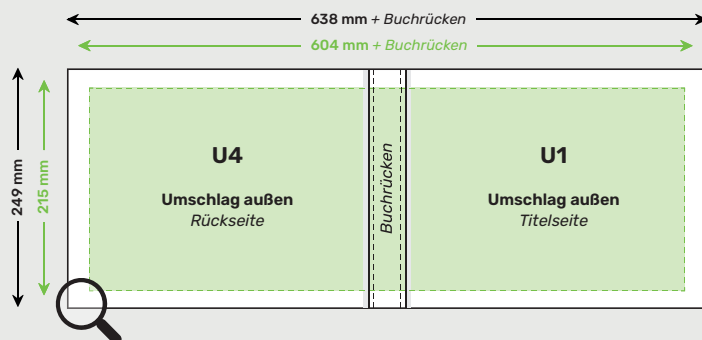 638 mm + Buchrücken
604 mm + Buchrücken
249 mm
215 mm
U4
Umschlag außen
Rückseite
Buchrücken
U1
Umschlag außen
Titelseite